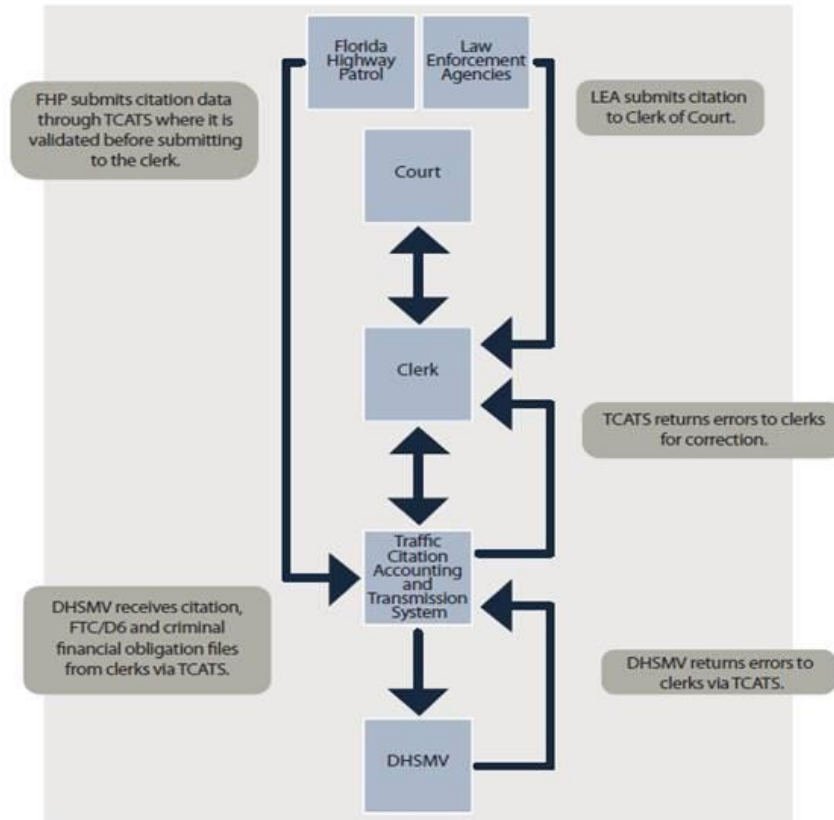 Florida
Highway
Patrol
Law
Enforcement
Agencies
FHP submits citation data
through TCATS where it is
validated before submitting
to the clerk.
LEA submits citation
to Clerk of Court.
Court
Clerk
TCATS returns errors to clerks
for correction.
Traffic
Citation
Accounting
and
Transmission
System
DHSMV receives citation,
FTC/D6 and criminal
financial obligation files
from clerks via TCATS.
DHSMV returns errors to
clerks via TCATS.
DHSMV